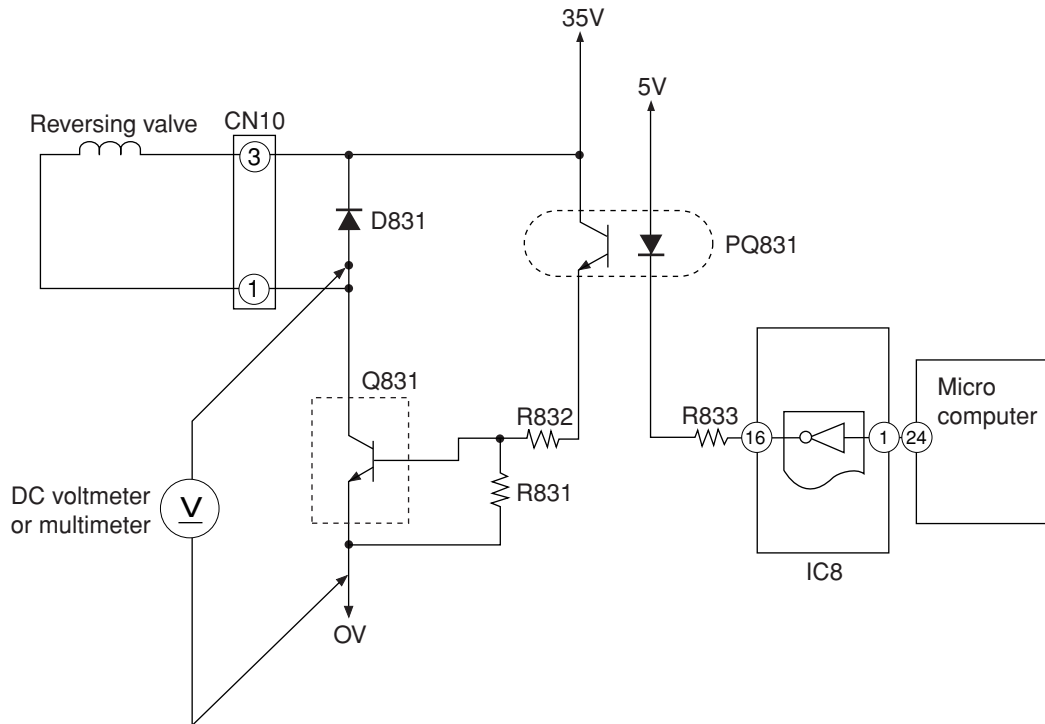 35V
5V
Reversing valve
CN10
3
D831
PQ831
1
Q831
R832
R833
Micro
computer
16
1
24
R831
DC voltmeter
or multimeter
V
IC8
OV